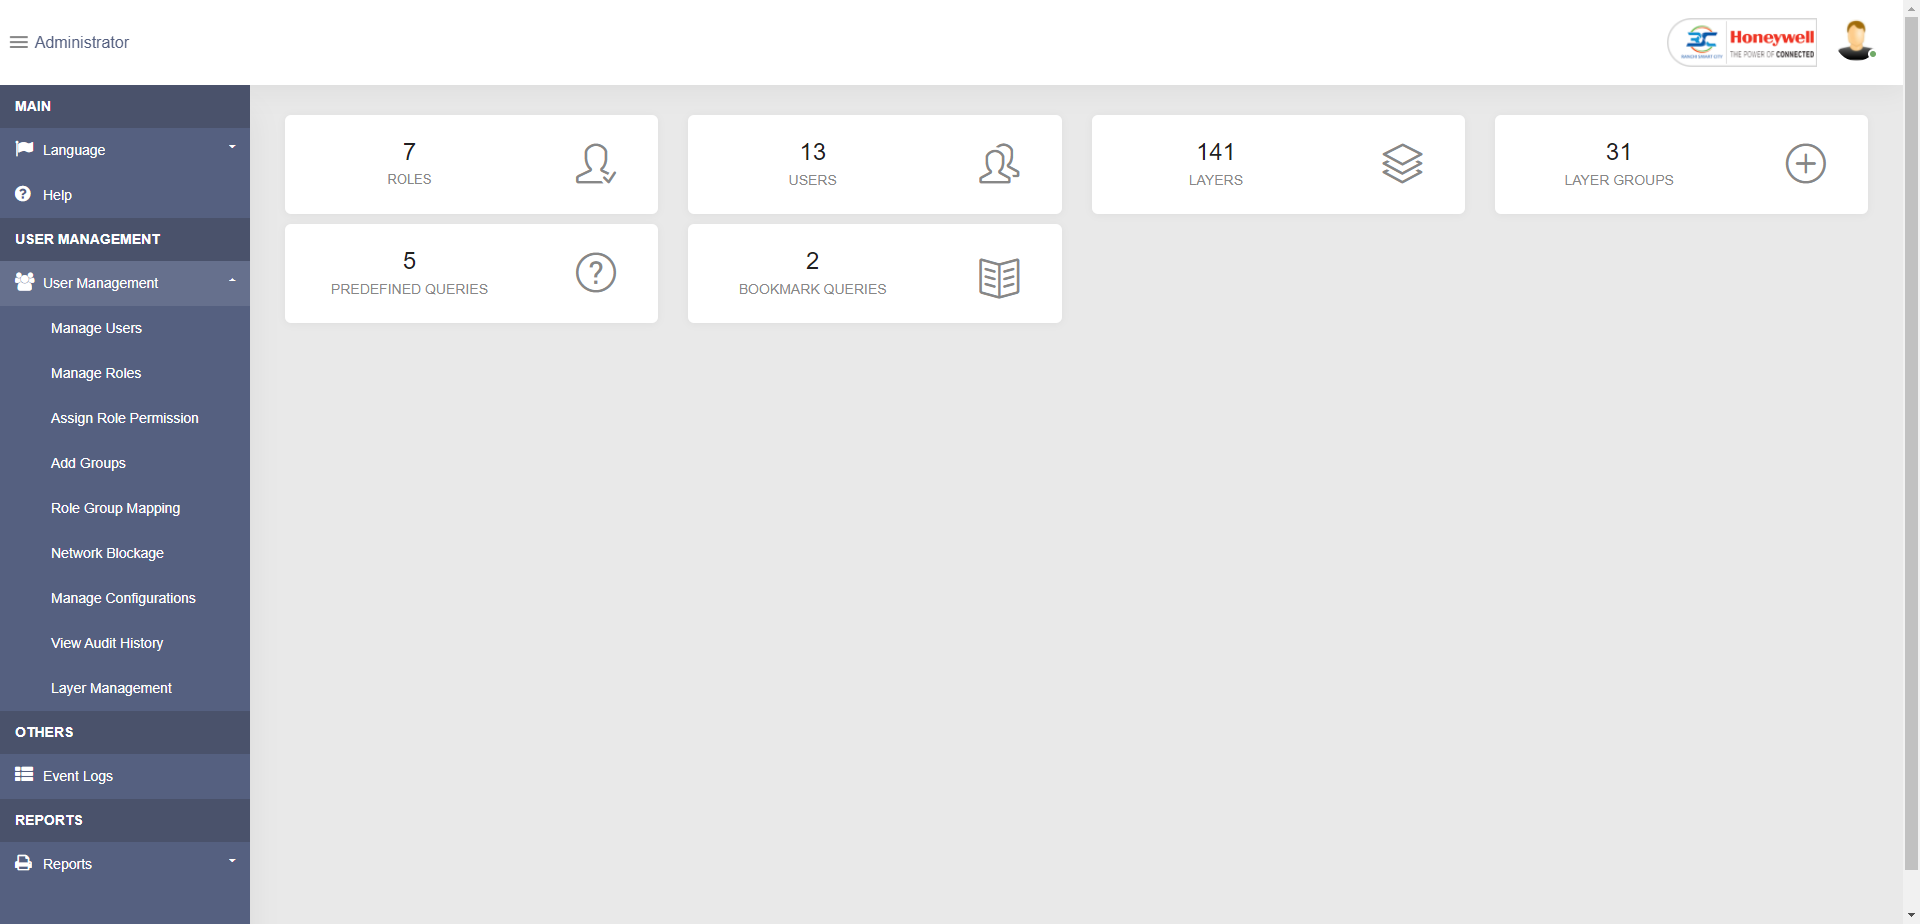 Administrator
Honeywell
THE POWER OF CONNECTED
MAIN
Language
Help
USER MANAGEMENT
User Management
Manage Users
Manage Roles
Assign Role Permission
Add Groups
Role Group Mapping
Network Blockage
Manage Configurations
View Audit History
Layer Management
OTHERS
Event Logs
REPORTS
Reports
7
ROLES
13
USERS
141
LAYERS
31
LAYER GROUPS
5
PREDEFINED QUERIES
2
BOOKMARK QUERIES